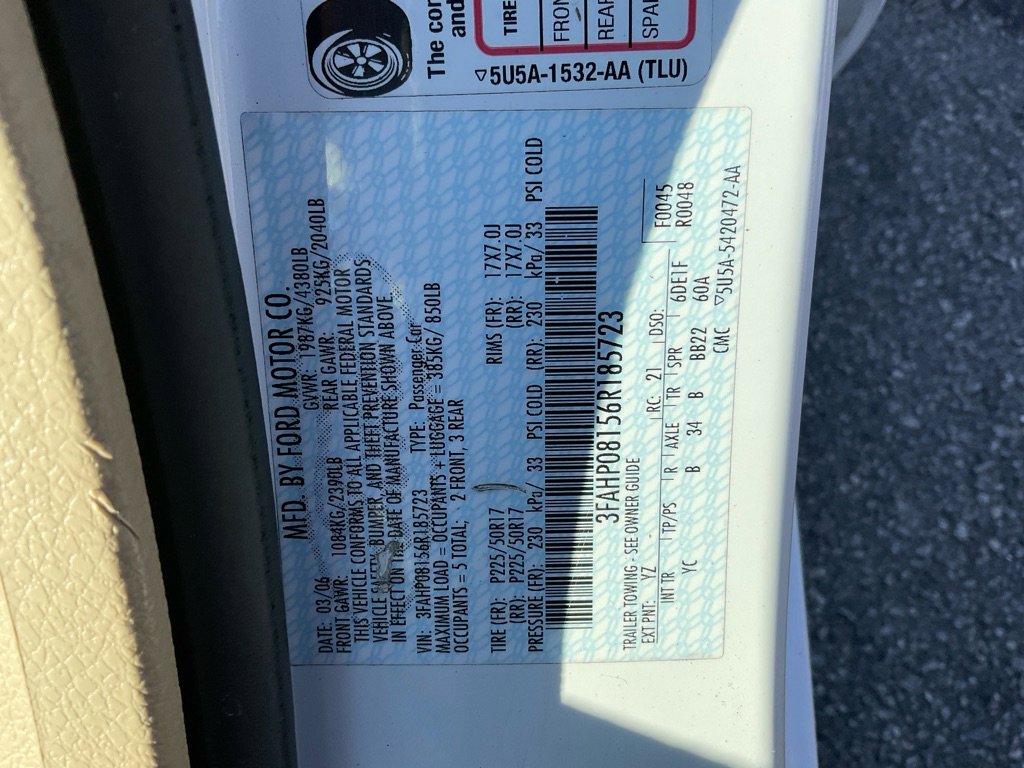 The con
and
TIRE
FRON
REAR
SPAR
▽5U5A-1532-AA (TLU)
MFD. BY FORD MOTOR CO.
DATE: 03/06 GVWR: 1787KG/4380LB
FRONT GAWR: 1084KG/2390LB REAR GAWR: 925KG/2040LB
THIS VEHICLE CONFORMS TO ALL APPLICABLE FEDERAL MOTOR
VEHICLE SAFETY, BUMPER, AND THEFT PREVENTION STANDARDS
IN EFFECT ON THE DATE OF MANUFACTURE SHOWN ABOVE
VIN: 3FAHP08156R185723 TYPE: Passenger Car
MAXIMUM LOAD = OCCUPANTS + LUGGAGE = 385KG/ 850LB
OCCUPANTS = 5 TOTAL; 2 FRONT, 3 REAR
TIRE (FR): P225/50R17 RIMS (FR): 17X7.0J
(RR): P225/50R17 (RR): 17X7.0J
PRESSURE (FR): 230 kPa/ 33 PSI COLD (RR): 230 kPa/ 33 PSI COLD
3FAHP08156R185723
TRAILER TOWING - SEE OWNER GUIDE
EXT PNT: YZ RC: 21 DSO: F0045
INT TR TP/PS R AXLE TR SPR 6DE1F R0048
YC B 34 B BB22 60A
CMC ▽5U5A-5420472-AA